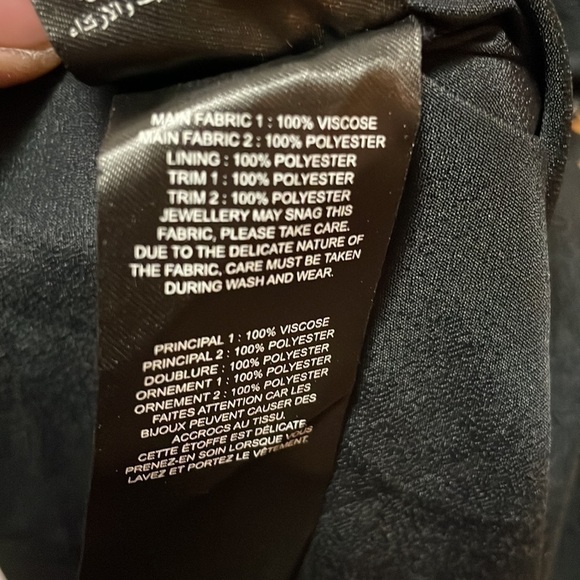 والارتداء
MAIN FABRIC 1 : 100% VISCOSE
MAIN FABRIC 2 : 100% POLYESTER
LINING : 100% POLYESTER
TRIM 1 : 100% POLYESTER
TRIM 2 : 100% POLYESTER
JEWELLERY MAY SNAG THIS
FABRIC, PLEASE TAKE CARE.
DUE TO THE DELICATE NATURE OF
THE FABRIC, CARE MUST BE TAKEN
DURING WASH AND WEAR.
PRINCIPAL 1 : 100% VISCOSE
PRINCIPAL 2 : 100% POLYESTER
DOUBLURE : 100% POLYESTER
ORNEMENT 1 : 100% POLYESTER
ORNEMENT 2 : 100% POLYESTER
FAITES ATTENTION CAR LES
BIJOUX PEUVENT CAUSER DES
ACCROCS AU TISSU.
CETTE ÉTOFFE EST DÉLICATE,
PRENEZ-EN SOIN LORSQUE VOUS
LAVEZ ET PORTEZ LE VÊTEMENT.